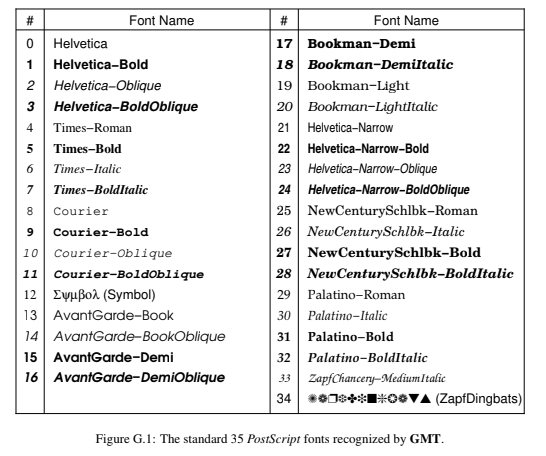 # Font Name # Font Name
0 Helvetica 17 Bookman−Demi
1 Helvetica−Bold 18 Bookman−DemiItalic
2 Helvetica−Oblique 19 Bookman−Light
3 Helvetica−BoldOblique 20 Bookman−LightItalic
4 Times−Roman 21 Helvetica−Narrow
5 Times−Bold 22 Helvetica−Narrow−Bold
6 Times−Italic 23 Helvetica−Narrow−Oblique
7 Times−BoldItalic 24 Helvetica−Narrow−BoldOblique
8 Courier 25 NewCenturySchlbk−Roman
9 Courier−Bold 26 NewCenturySchlbk−Italic
10 Courier−Oblique 27 NewCenturySchlbk−Bold
11 Courier−BoldOblique 28 NewCenturySchlbk−BoldItalic
12 Σψμβολ (Symbol) 29 Palatino−Roman
13 AvantGarde−Book 30 Palatino−Italic
14 AvantGarde−BookOblique 31 Palatino−Bold
15 AvantGarde−Demi 32 Palatino−BoldItalic
16 AvantGarde−DemiOblique 33 ZapfChancery−MediumItalic
34 ✺❁❐❆✤❉■❇❂❁▼▲ (ZapfDingbats)
Figure G.1: The standard 35 PostScript fonts recognized by GMT.